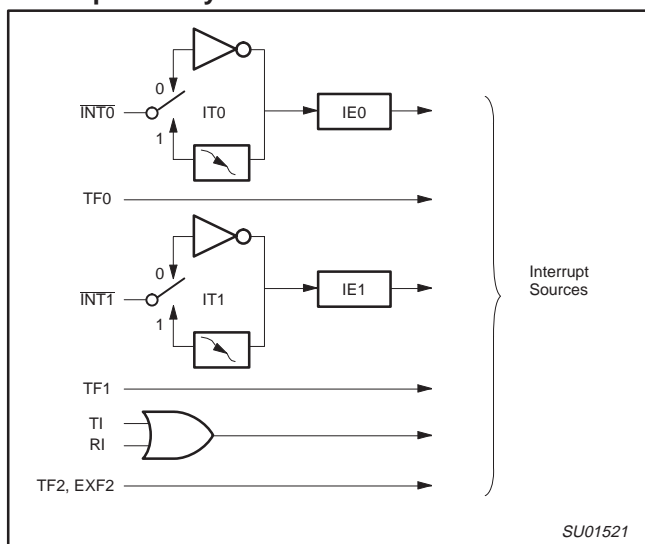 0
INT0
IT0
IE0
1
TF0
0
INT1
IT1
IE1
1
Interrupt
Sources
TF1
TI
RI
TF2, EXF2
SU01521